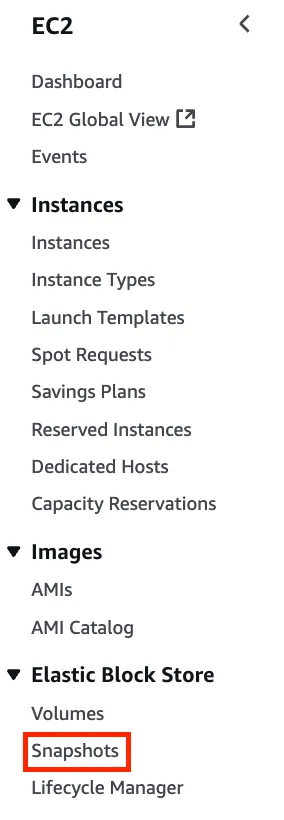 EC2
Dashboard
EC2 Global View
Events
Instances
Instances
Instance Types
Launch Templates
Spot Requests
Savings Plans
Reserved Instances
Dedicated Hosts
Capacity Reservations
Images
AMIs
AMI Catalog
Elastic Block Store
Volumes
Snapshots
Lifecycle Manager